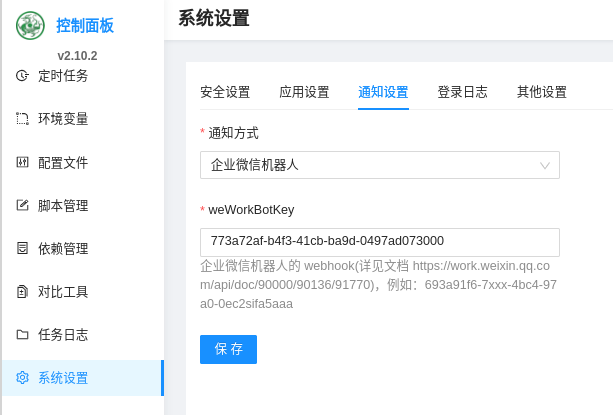 控制面板
v2.10.2
定时任务
环境变量
配置文件
脚本管理
依赖管理
对比工具
任务日志
系统设置
系统设置
安全设置 应用设置 通知设置 登录日志 其他设置
* 通知方式
企业微信机器人
* weWorkBotKey
773a72af-b4f3-41cb-ba9d-0497ad073000
企业微信机器人的 webhook(详见文档 https://work.weixin.qq.co
m/api/doc/90000/90136/91770)，例如：693a91f6-7xxx-4bc4-97
a0-0ec2sifa5aaa
保 存